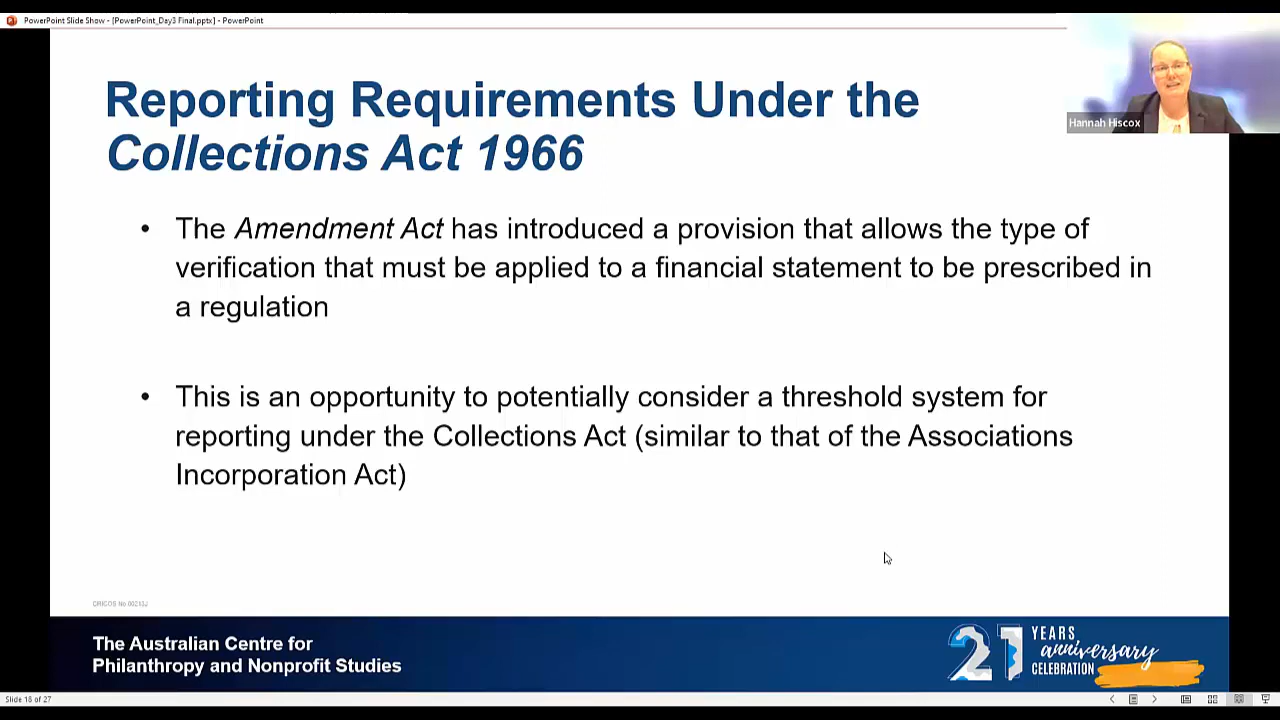 PowerPoint Slide Show - [PowerPoint_Day3 Final.pptx] - PowerPoint
Hannah Hiscox
Reporting Requirements Under the
Collections Act 1966
• The Amendment Act has introduced a provision that allows the type of
verification that must be applied to a financial statement to be prescribed in
a regulation
• This is an opportunity to potentially consider a threshold system for
reporting under the Collections Act (similar to that of the Associations
Incorporation Act)
CRICOS No 00213J
The Australian Centre for
Philanthropy and Nonprofit Studies
21 YEARS
anniversary
CELEBRATION
Slide 18 of 27